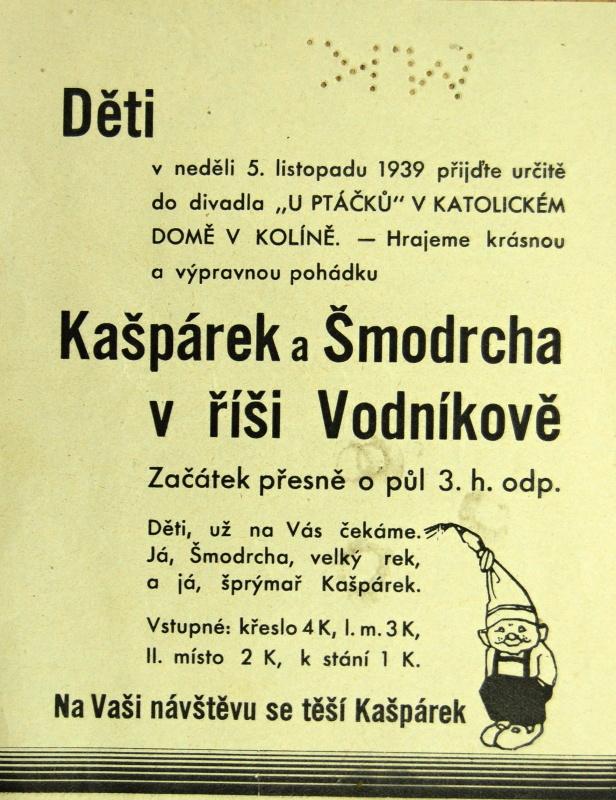 Děti
v neděli 5. listopadu 1939 přijďte určitě
do divadla „U PTÁČKŮ" V KATOLICKÉM
DOMĚ V KOLÍNĚ. — Hrajeme krásnou
a výpravnou pohádku
Kašpárek a Šmodrcha
v říši Vodníkově
Začátek přesně o půl 3. h. odp.
Děti, už na Vás čekáme.
Já, Šmodrcha, velký rek,
a já, šprýmař Kašpárek.
Vstupné: křeslo 4 K, I. m. 3 K,
II. místo 2 K, k stání 1 K.
Na Vaši návštěvu se těší Kašpárek